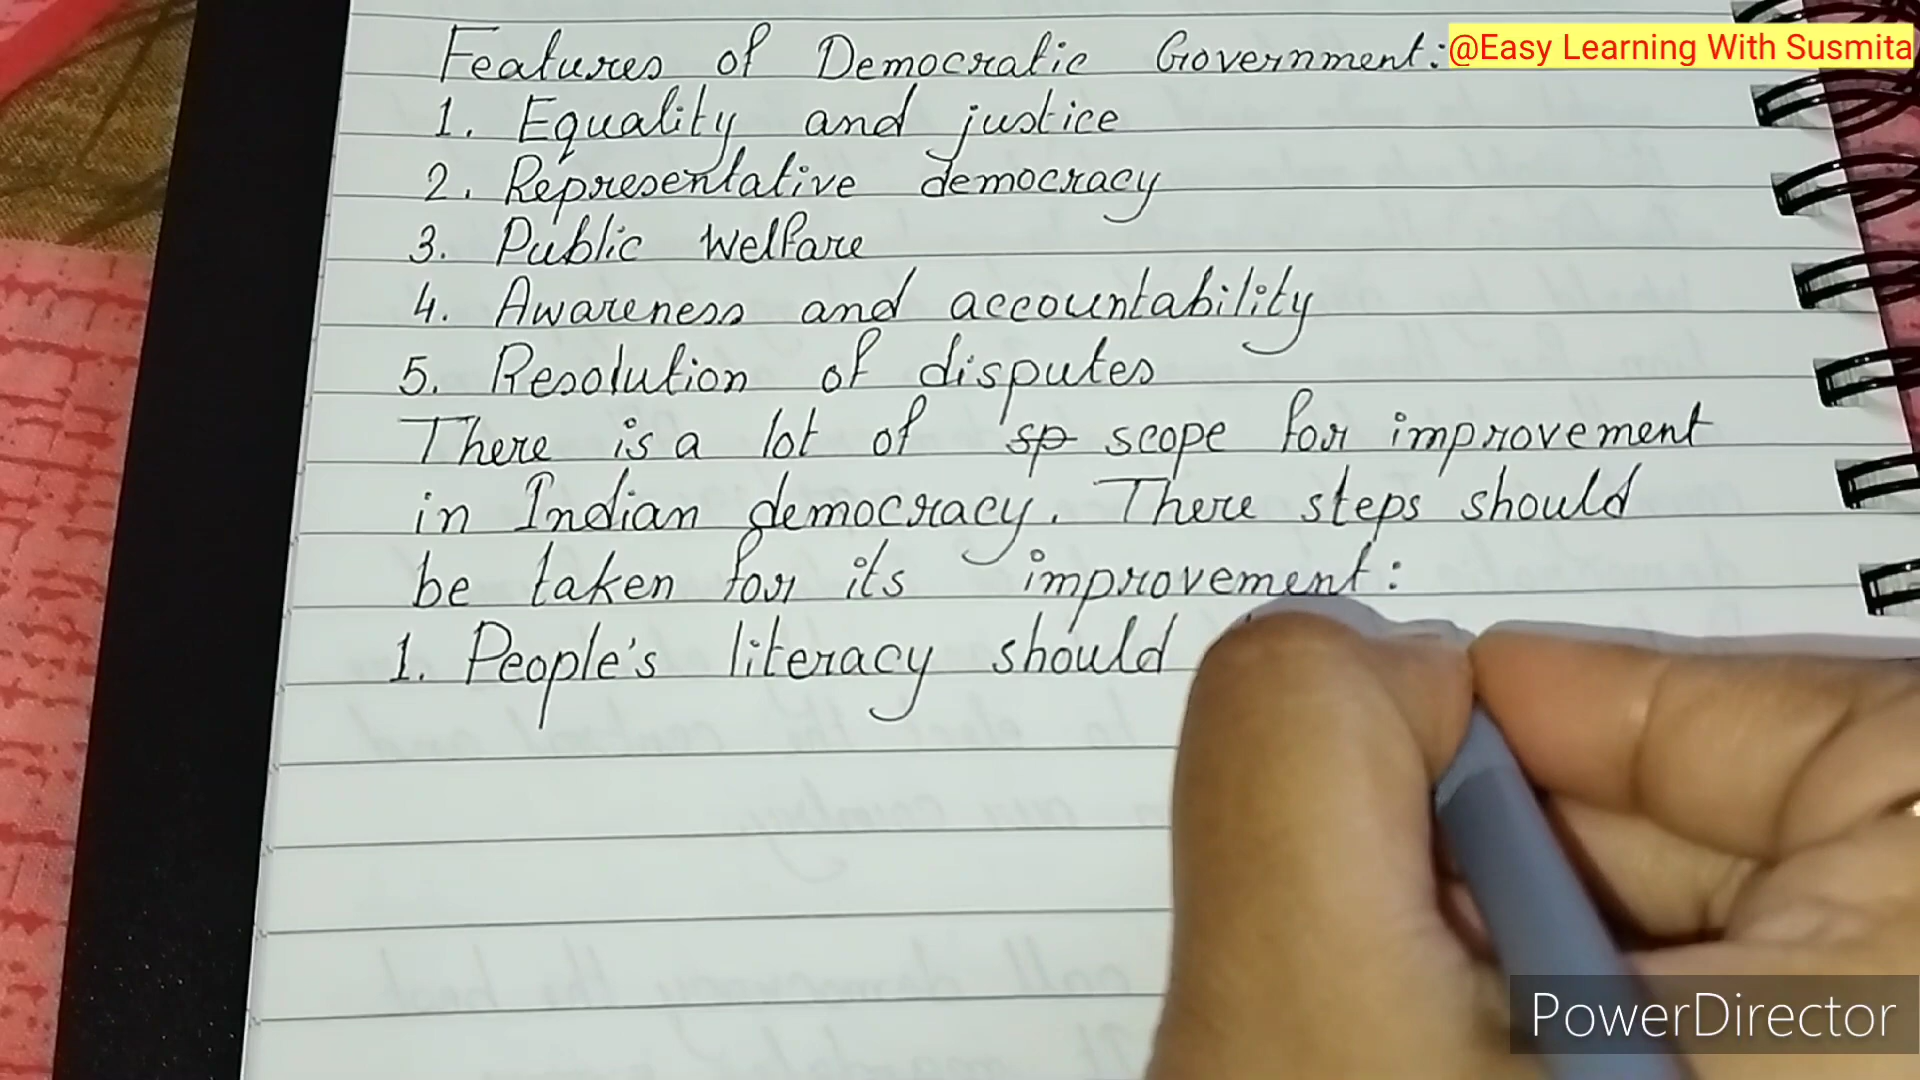 Features of Democratic Government:
@Easy Learning With Susmita
1. Equality and justice
2. Representative democracy
3. Public Welfare
4. Awareness and accountability
5. Resolution of disputes
There is a lot of sp scope for improvement
in Indian democracy. There steps should
be taken for its improvement:
1. People's literacy should
PowerDirector